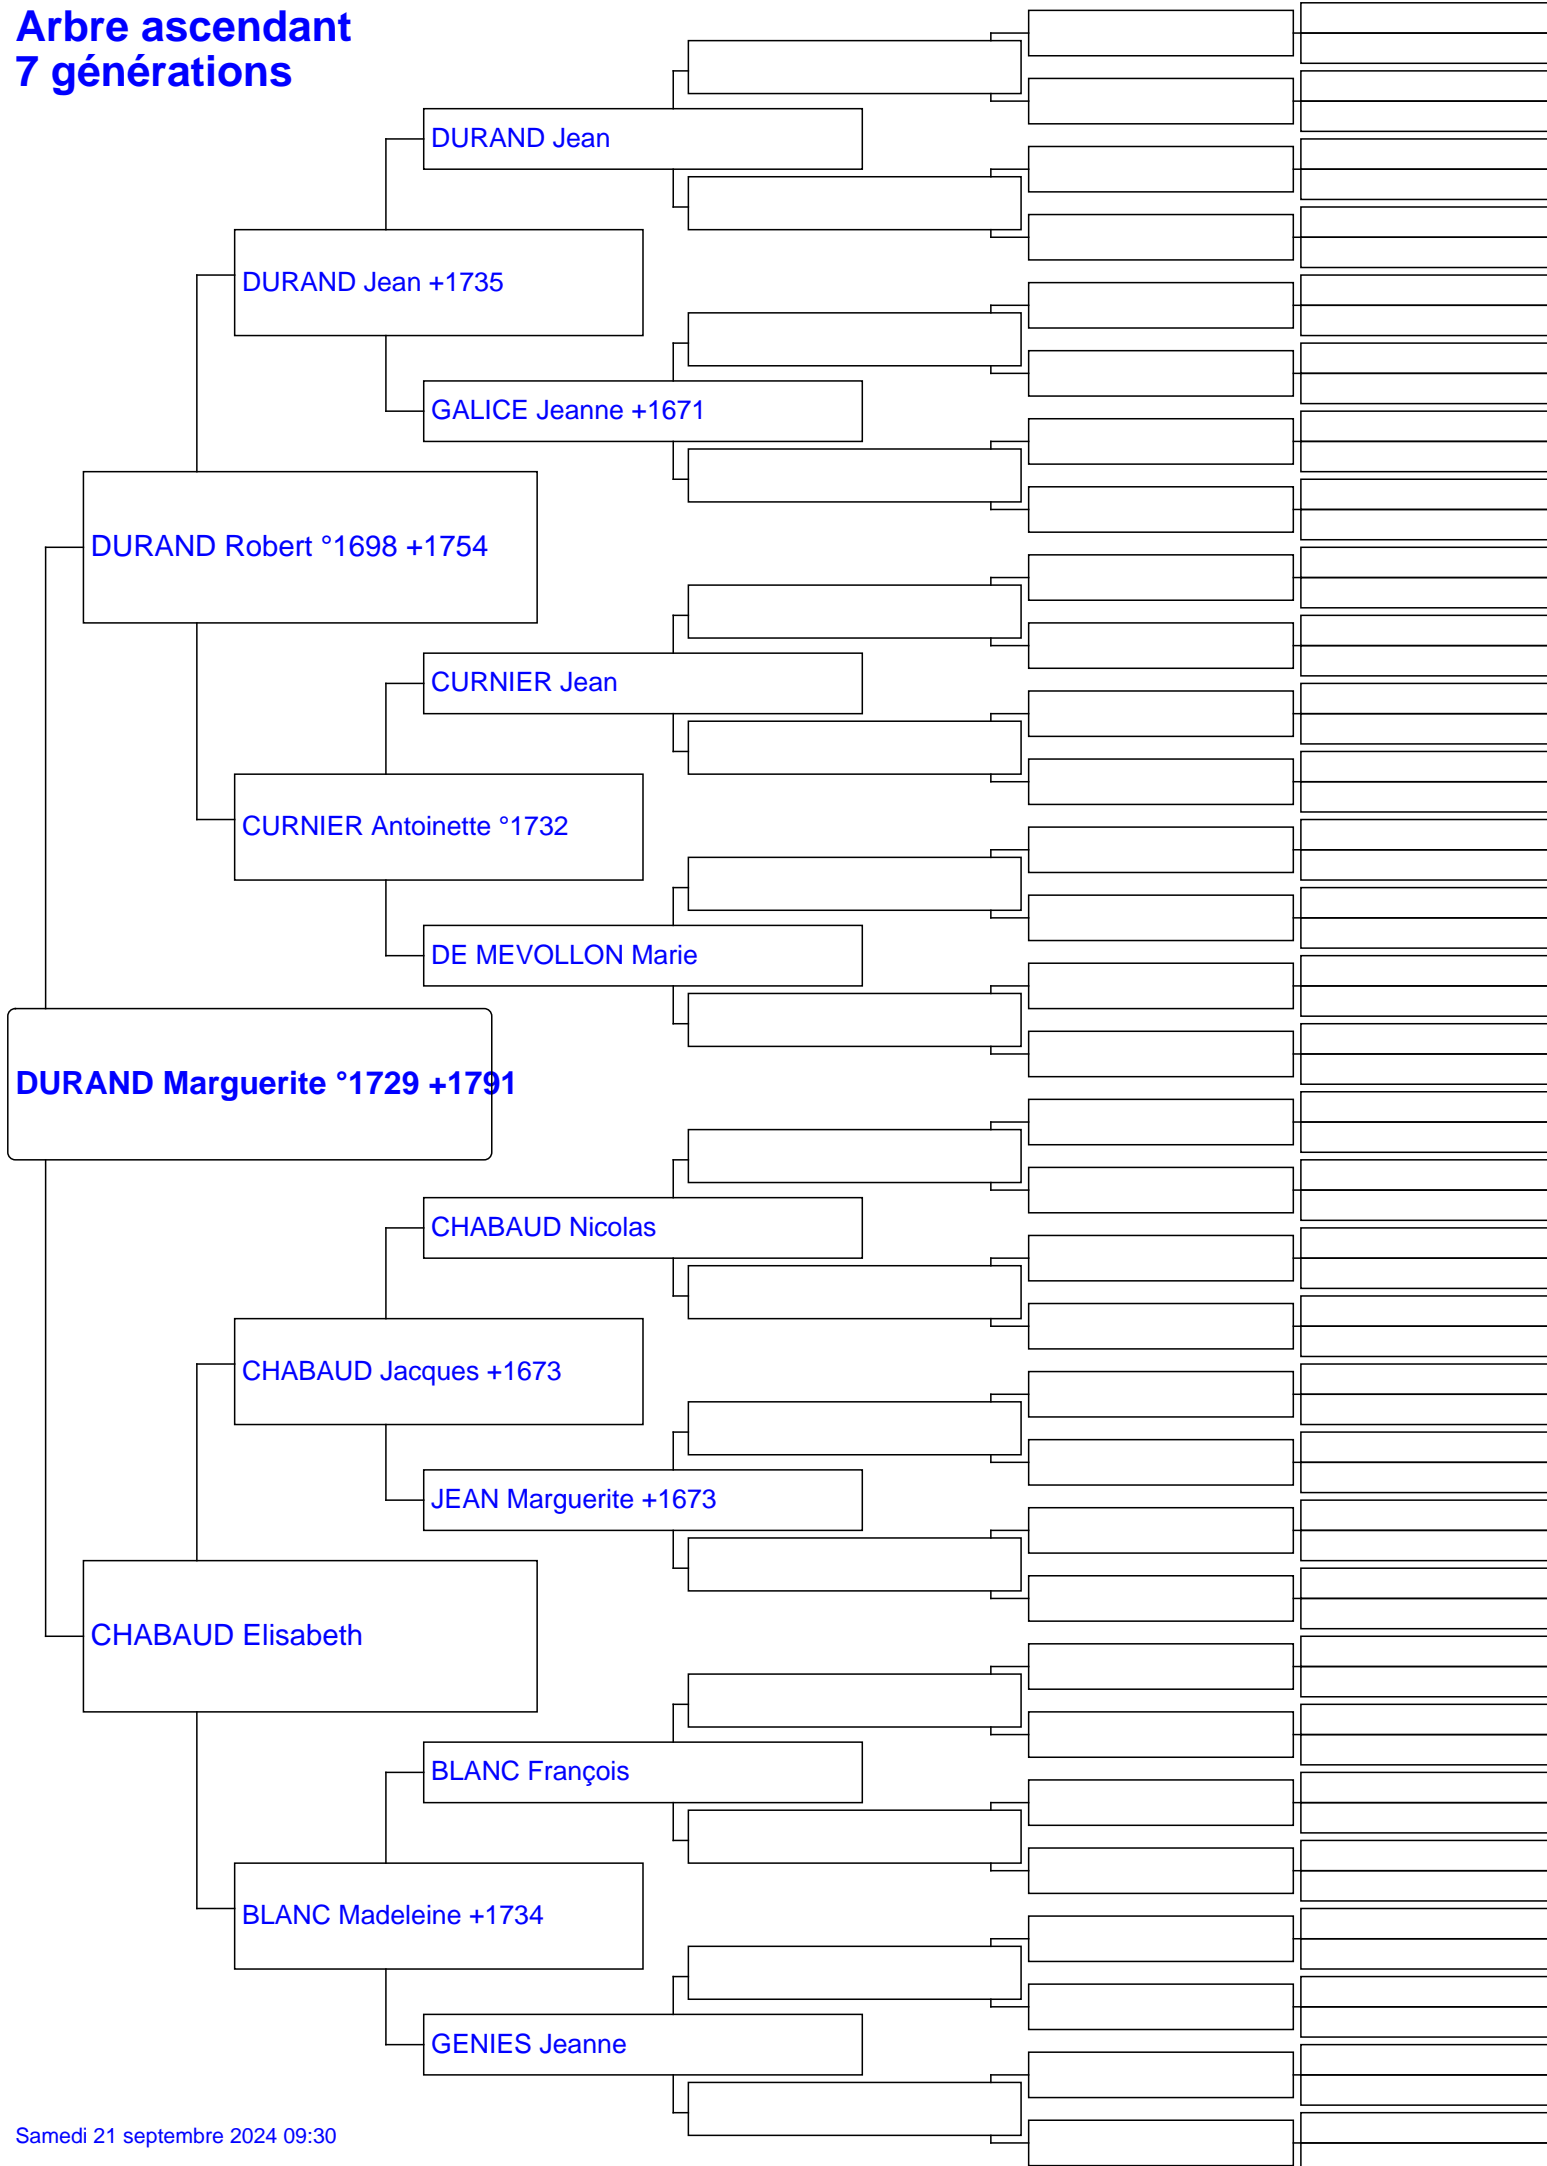 Arbre ascendant
7 générations
DURAND Jean
DURAND Jean +1735
GALICE Jeanne +1671
DURAND Robert °1698 +1754
CURNIER Jean
CURNIER Antoinette °1732
DE MEVOLLON Marie
DURAND Marguerite °1729 +1791
CHABAUD Nicolas
CHABAUD Jacques +1673
JEAN Marguerite +1673
CHABAUD Elisabeth
BLANC François
BLANC Madeleine +1734
GENIES Jeanne
Samedi 21 septembre 2024 09:30